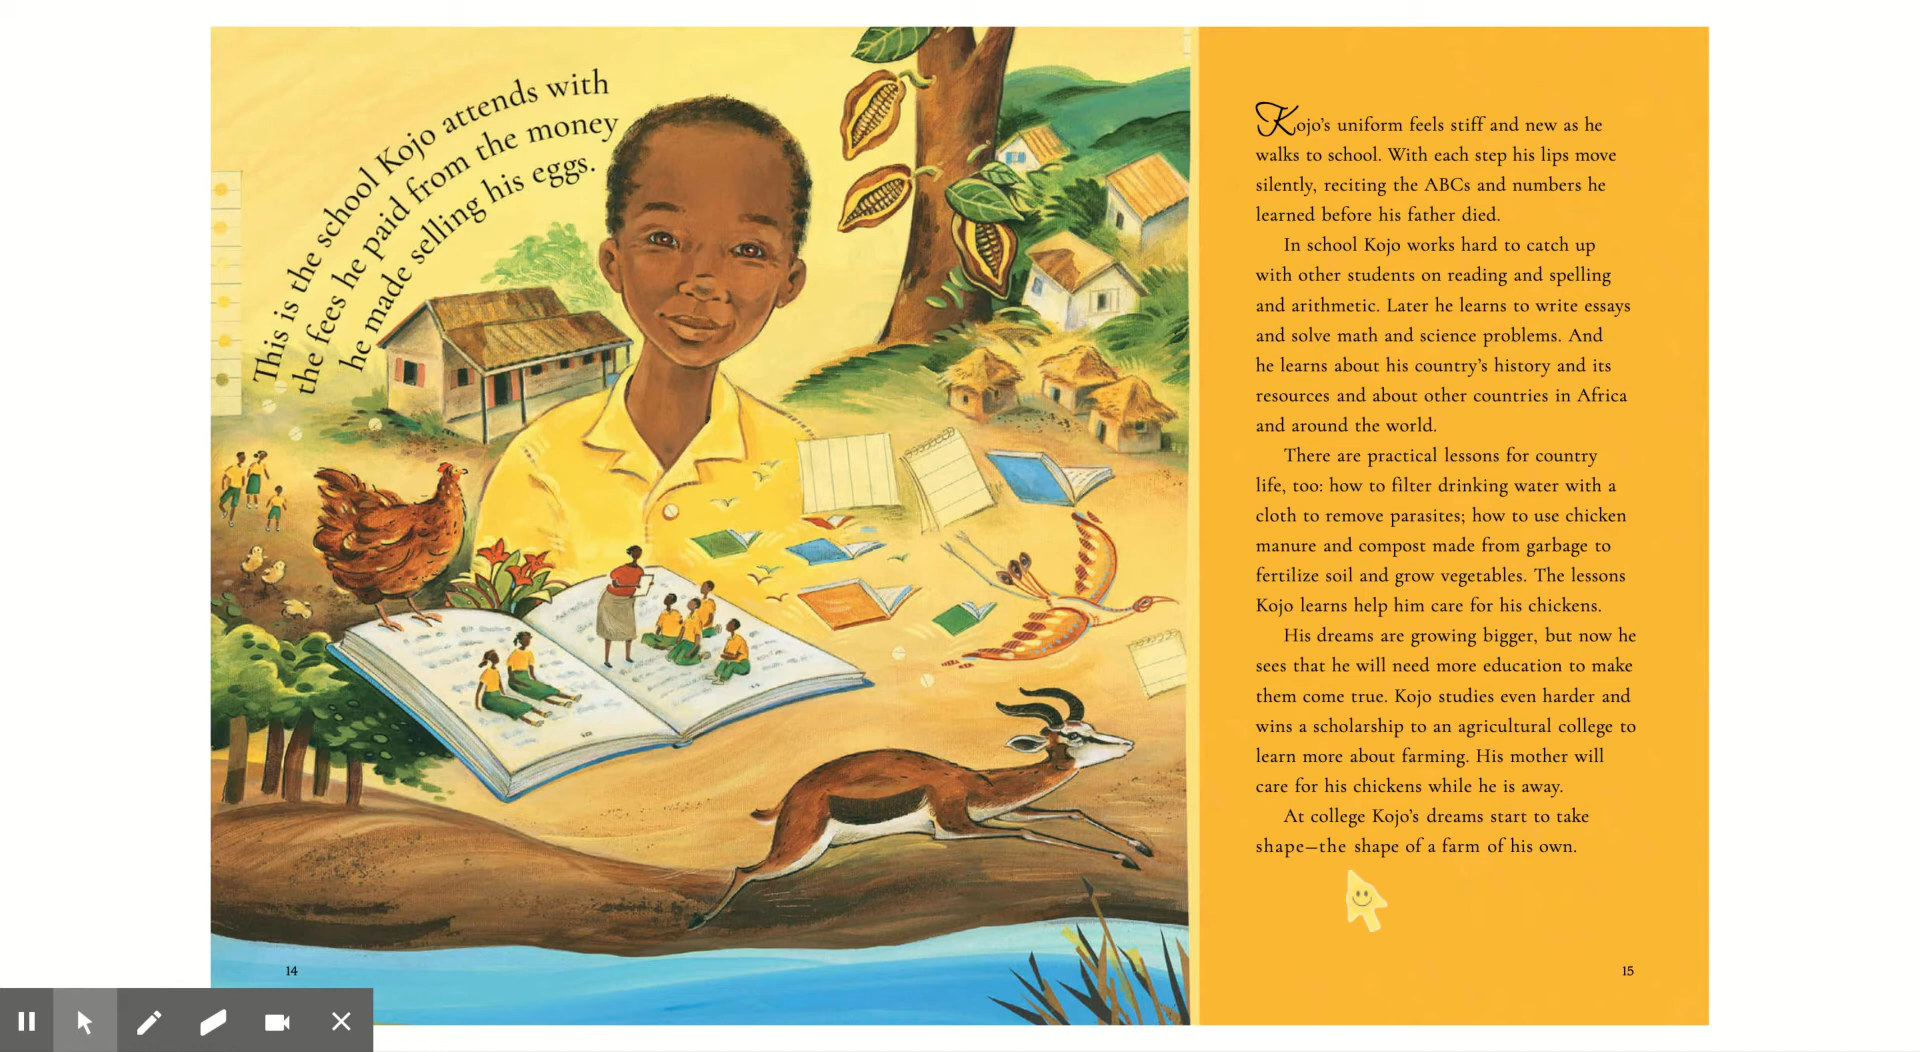 This is the school Kojo attends with
the fees he paid from the money
he made selling his eggs.
14
Kojo's uniform feels stiff and new as he
walks to school. With each step his lips move
silently, reciting the ABCs and numbers he
learned before his father died.
In school Kojo works hard to catch up
with other students on reading and spelling
and arithmetic. Later he learns to write essays
and solve math and science problems. And
he learns about his country's history and its
resources and about other countries in Africa
and around the world.
There are practical lessons for country
life, too: how to filter drinking water with a
cloth to remove parasites; how to use chicken
manure and compost made from garbage to
fertilize soil and grow vegetables. The lessons
Kojo learns help him care for his chickens.
His dreams are growing bigger, but now he
sees that he will need more education to make
them come true. Kojo studies even harder and
wins a scholarship to an agricultural college to
learn more about farming. His mother will
care for his chickens while he is away.
At college Kojo's dreams start to take
shape—the shape of a farm of his own.
15